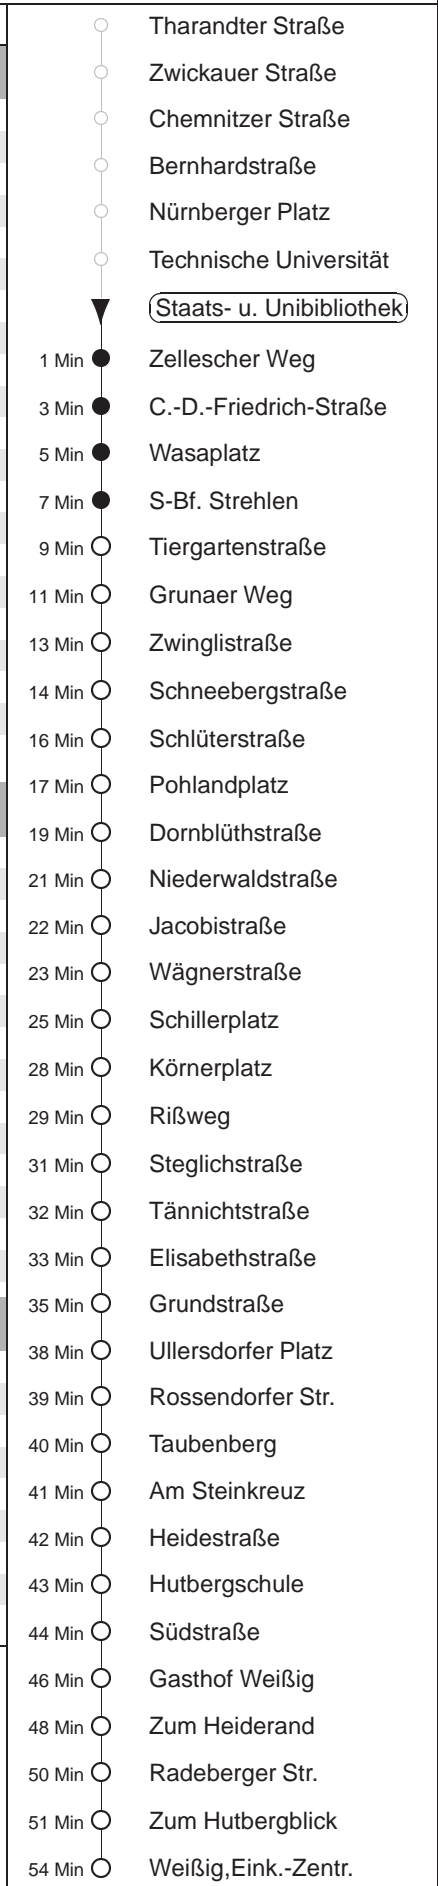 Tharandter Straße
Zwickauer Straße
Chemnitzer Straße
Bernhardstraße
Nürnberger Platz
Technische Universität
Staats- u. Unibibliothek
1 Min Zellescher Weg
3 Min C.-D.-Friedrich-Straße
5 Min Wasaplatz
7 Min S-Bf. Strehlen
9 Min Tiergartenstraße
11 Min Grunaer Weg
13 Min Zwinglistraße
14 Min Schneebergstraße
16 Min Schlüterstraße
17 Min Pohlandplatz
19 Min Dornblüthstraße
21 Min Niederwaldstraße
22 Min Jacobistraße
23 Min Wägnerstraße
25 Min Schillerplatz
28 Min Körnerplatz
29 Min Rißweg
31 Min Steglichstraße
32 Min Tännichtstraße
33 Min Elisabethstraße
35 Min Grundstraße
38 Min Ullersdorfer Platz
39 Min Rossendorfer Str.
40 Min Taubenberg
41 Min Am Steinkreuz
42 Min Heidestraße
43 Min Hutbergschule
44 Min Südstraße
46 Min Gasthof Weißig
48 Min Zum Heiderand
50 Min Radeberger Str.
51 Min Zum Hutbergblick
54 Min Weißig,Eink.-Zentr.